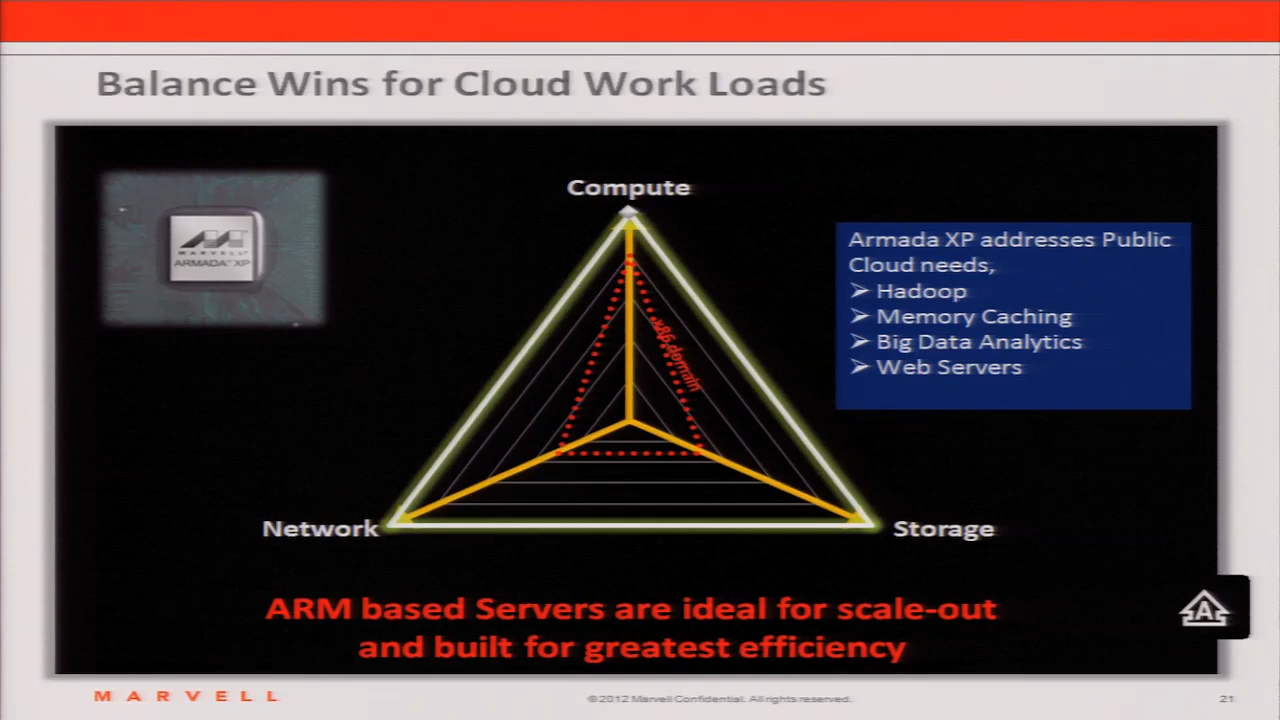 Balance Wins for Cloud Work Loads
MARVELL
ARMADA XP
Compute
x86 domain
Network
Storage
Armada XP addresses Public
Cloud needs,
➢ Hadoop
➢ Memory Caching
➢ Big Data Analytics
➢ Web Servers
ARM based Servers are ideal for scale-out
and built for greatest efficiency
A
MARVELL
©2012 Marvell Confidential. All rights reserved.
21